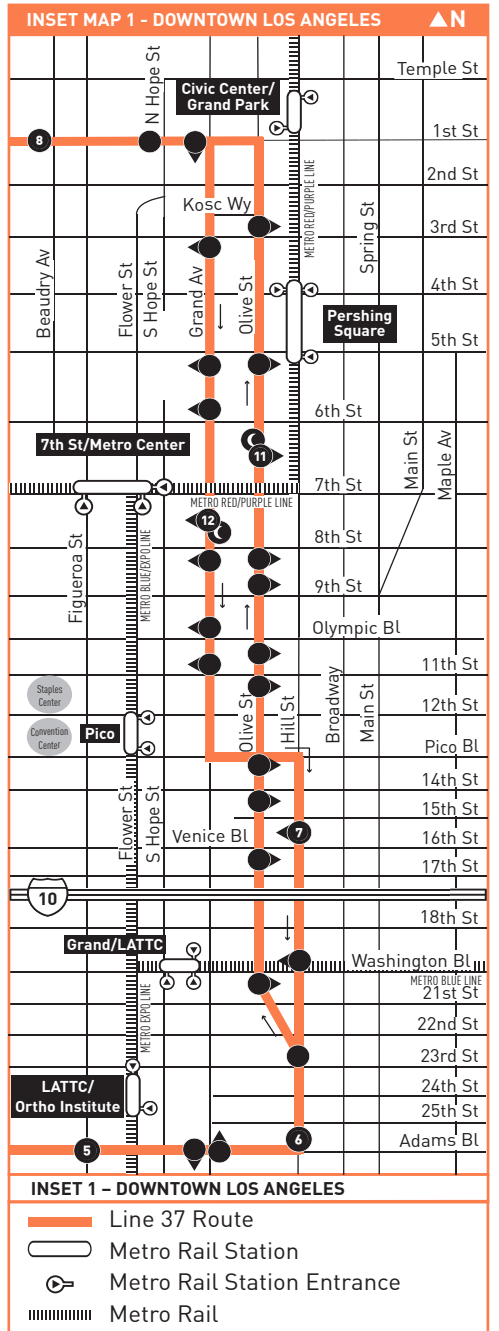 INSET MAP 1 - DOWNTOWN LOS ANGELES
N
Temple St
N Hope St
Civic Center/
Grand Park
8
1st St
2nd St
METRO RED/PURPLE LINE
Kosc Wy
3rd St
Spring St
Beaudry Av
Flower St
S Hope St
Grand Av
Olive St
4th St
Pershing
Square
5th St
6th St
7th St/Metro Center
11
Main St
Maple Av
7th St
METRO RED/PURPLE LINE
12
8th St
Figueroa St
METRO BLUE/EXPO LINE
9th St
Olympic Bl
11th St
Staples
Center
Olive St
Hill St
Broadway
Main St
12th St
Convention
Center
Pico
Pico Bl
14th St
Flower St
S Hope St
15th St
Venice Bl
7
16th St
17th St
10
18th St
Grand/LATTC
Washington Bl
METRO BLUE LINE
21st St
METRO EXPO LINE
22nd St
23rd St
LATTC/
Ortho Institute
24th St
25th St
5
6
Adams Bl
INSET 1 – DOWNTOWN LOS ANGELES
Line 37 Route
Metro Rail Station
Metro Rail Station Entrance
Metro Rail